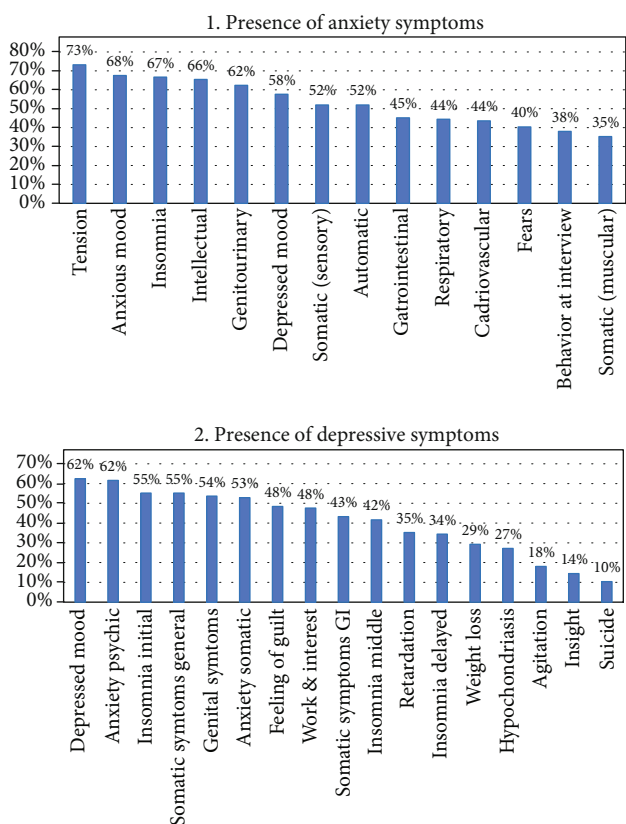 1. Presence of anxiety symptoms
80%
70%
60%
50%
40%
30%
20%
10%
0%
73%
68%
67%
66%
62%
58%
52%
52%
45%
44%
44%
40%
38%
35%
Tension
Anxious mood
Insomnia
Intellectual
Genitourinary
Depressed mood
Somatic (sensory)
Automatic
Gatrointestinal
Respiratory
Cadriovascular
Fears
Behavior at interview
Somatic (muscular)
2. Presence of depressive symptoms
70%
60%
50%
40%
30%
20%
10%
0%
62%
62%
55%
55%
54%
53%
48%
48%
43%
42%
35%
34%
29%
27%
18%
14%
10%
Depressed mood
Anxiety psychic
Insomnia initial
Somatic symtoms general
Genital symtoms
Anxiety somatic
Feeling of guilt
Work & interest
Somatic symptoms GI
Insomnia middle
Retardation
Insomnia delayed
Weight loss
Hypochondriasis
Agitation
Insight
Suicide